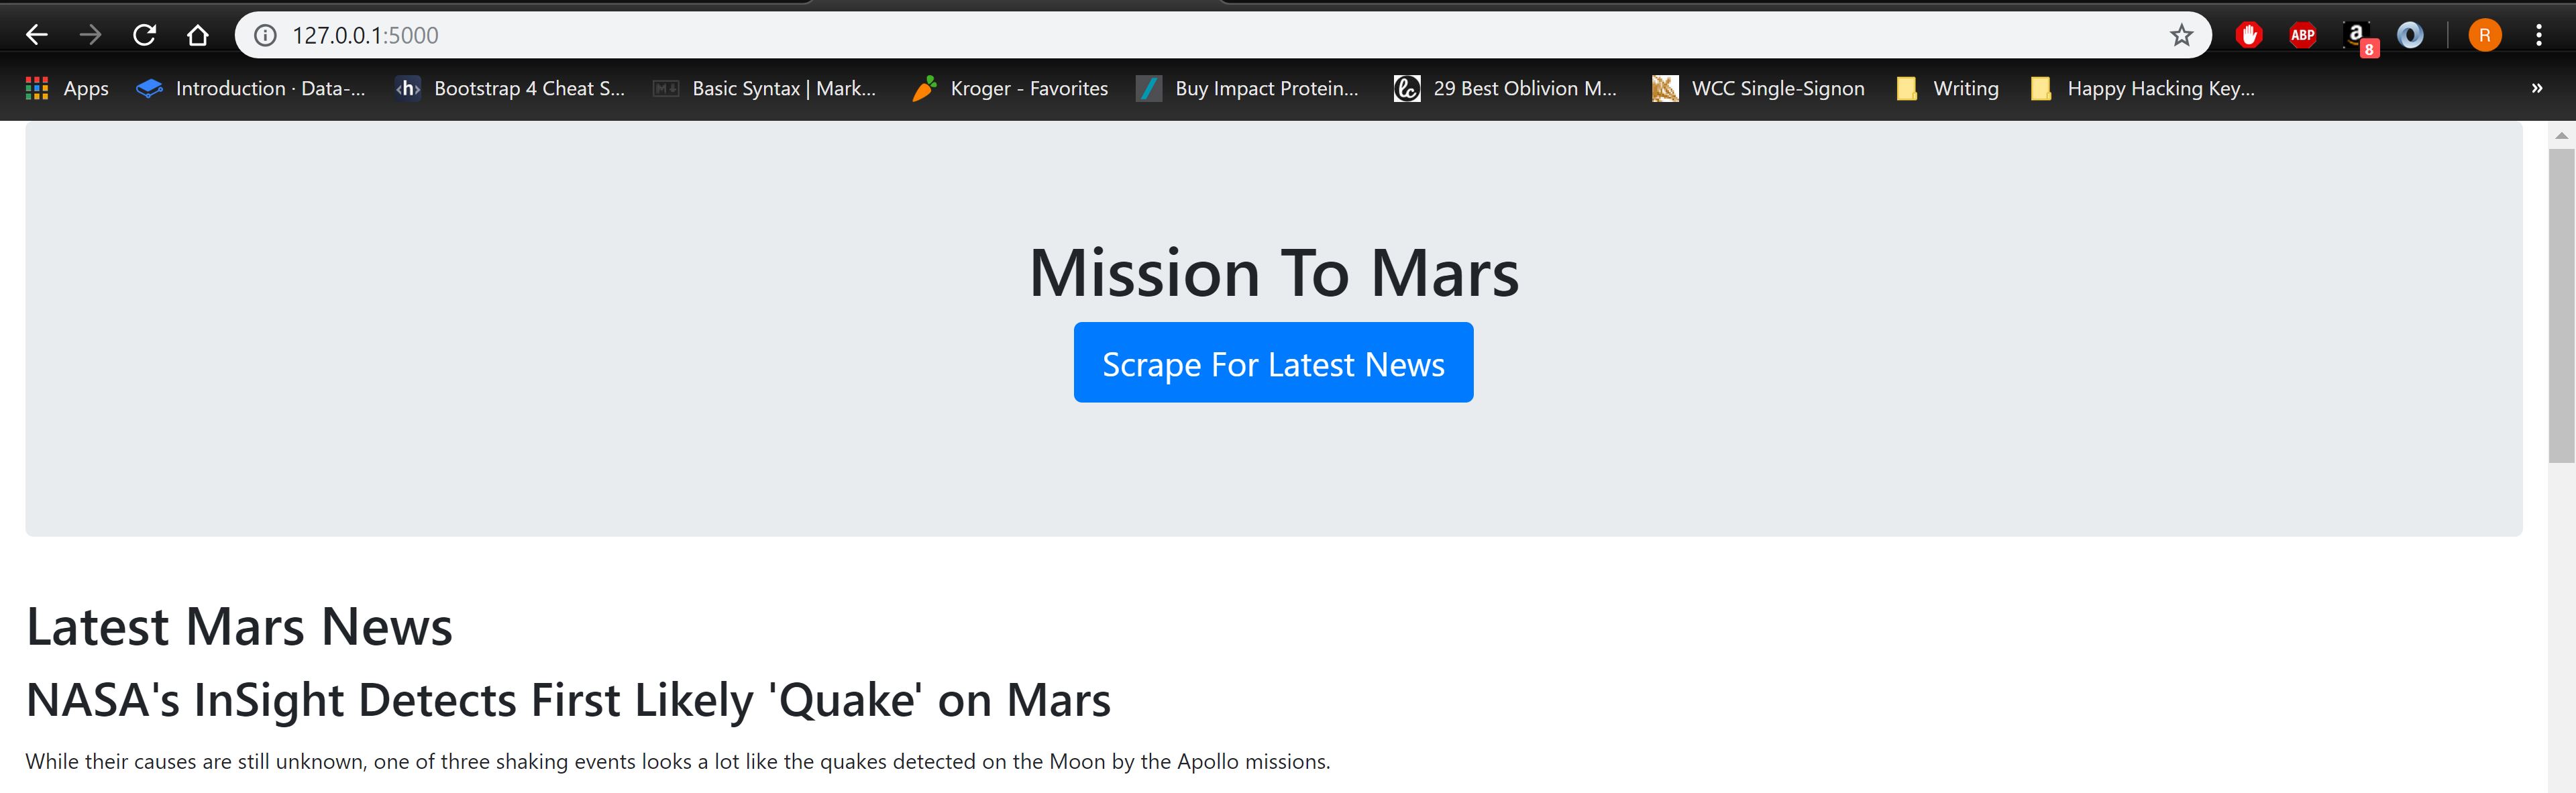 127.0.0.1:5000
ABP
a
8
R
Apps
Introduction · Data-...
<h>
Bootstrap 4 Cheat S...
M
Basic Syntax | Mark...
Kroger - Favorites
Buy Impact Protein...
lc
29 Best Oblivion M...
WCC Single-Signon
Writing
Happy Hacking Key...
»
Mission To Mars
Scrape For Latest News
Latest Mars News
NASA's InSight Detects First Likely 'Quake' on Mars
While their causes are still unknown, one of three shaking events looks a lot like the quakes detected on the Moon by the Apollo missions.